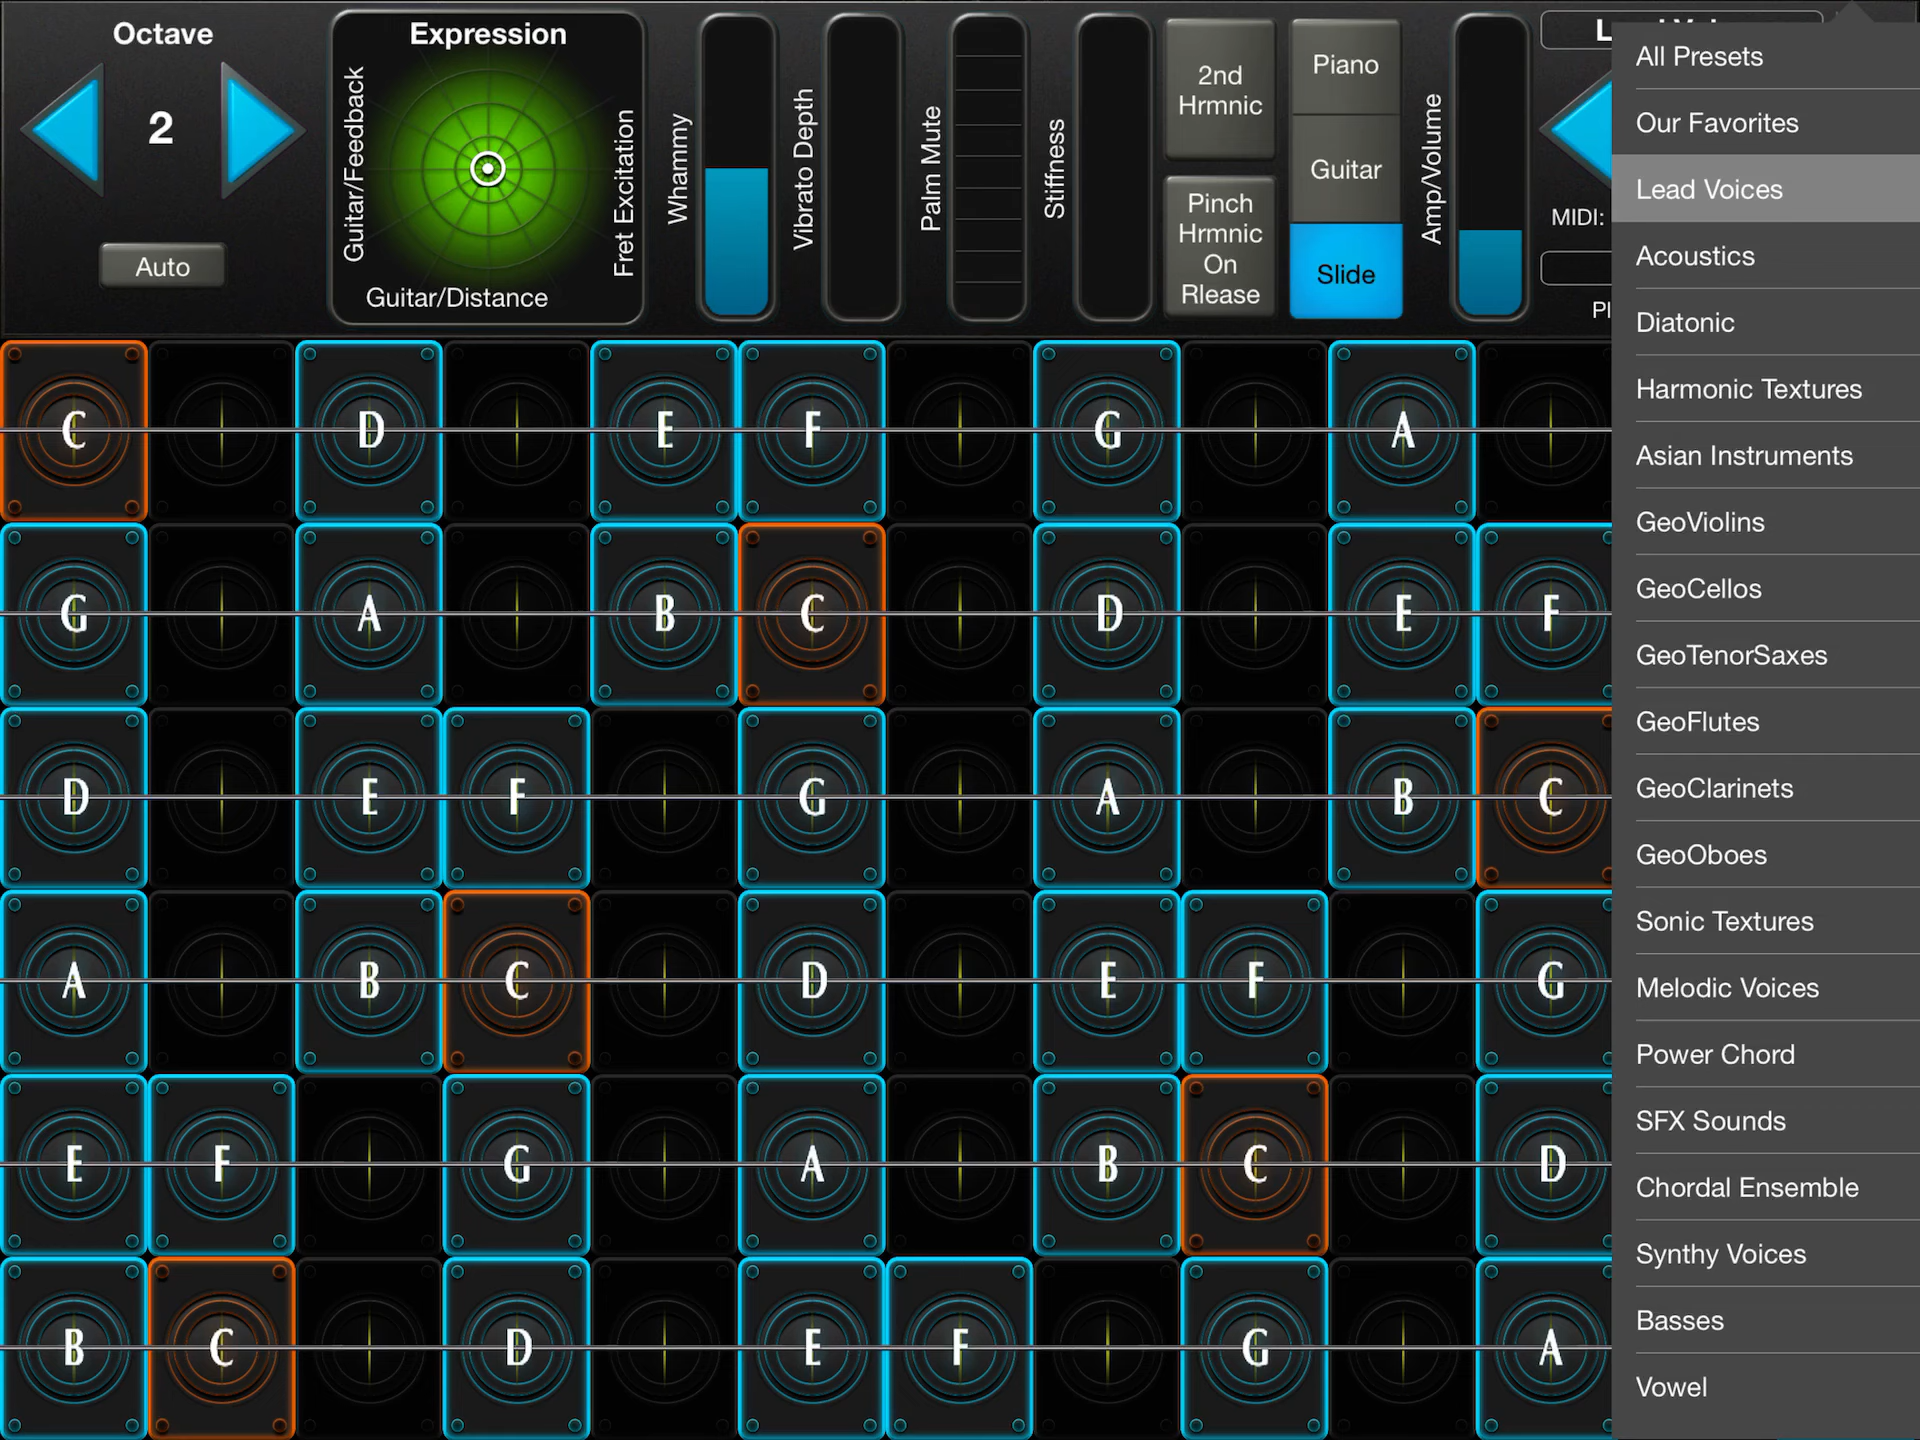 Octave
2
Auto
Expression
Guitar/Feedback
Fret Excitation
Guitar/Distance
Whammy
Vibrato Depth
Palm Mute
Stiffness
2nd
Hrmnic
Pinch
Hrmnic
On
Rlease
Piano
Guitar
Slide
Amp/Volume
MIDI:
All Presets
Our Favorites
Lead Voices
Acoustics
Diatonic
Harmonic Textures
Asian Instruments
GeoViolins
GeoCellos
GeoTenorSaxes
GeoFlutes
GeoClarinets
GeoOboes
Sonic Textures
Melodic Voices
Power Chord
SFX Sounds
Chordal Ensemble
Synthy Voices
Basses
Vowel
C D E F G A
G A B C D E F
D E F G A B C
A B C D E F G
E F G A B C D
B C D E F G A